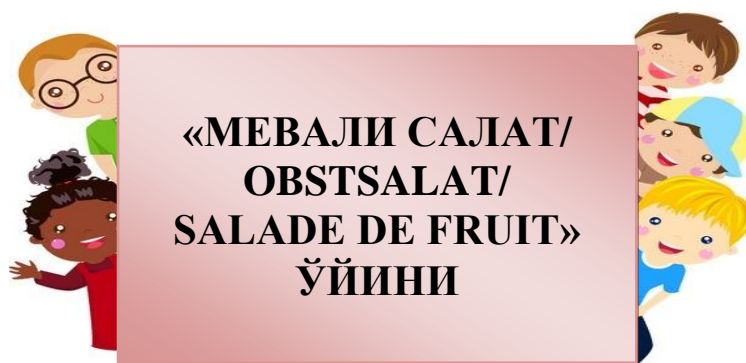 «МЕВАЛИ САЛАТ/
OBSTSALAT/
SALADE DE FRUIT»
ЎЙИНИ